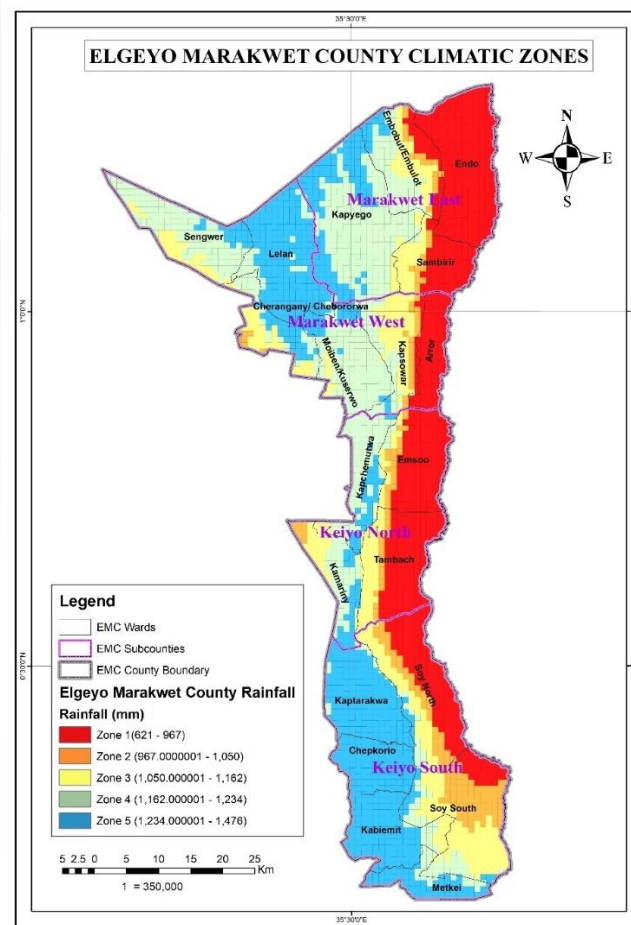 35°30'0"E
ELGEYO MARAKWET COUNTY CLIMATIC ZONES
N
W E
S
Embobut/Embulot
Endo
Marakwet East
Kapyego
Sengwer
Lelan
Sambirir
1°0'0"N
Cherangany/ Chebororwa
Marakwet West
Moiben/Kuserwo
Kapsowar
Arror
Kapchemutwa
Emsoo
Keiyo North
Tambach
Kamariny
0°30'0"N
Soy North
Kaptarakwa
Chepkorio
Keiyo South
Soy South
Kabiemit
Metkei
Legend
EMC Wards
EMC Subcounties
EMC County Boundary
Elgeyo Marakwet County Rainfall
Rainfall (mm)
Zone 1(621 - 967)
Zone 2 (967.0000001 - 1,050)
Zone 3 (1,050.000001 - 1,162)
Zone 4 (1,162.000001 - 1,234)
Zone 5 (1,234.000001 - 1,476)
5 2.5 0 5 10 15 20 25
Km
1 = 350,000
35°30'0"E